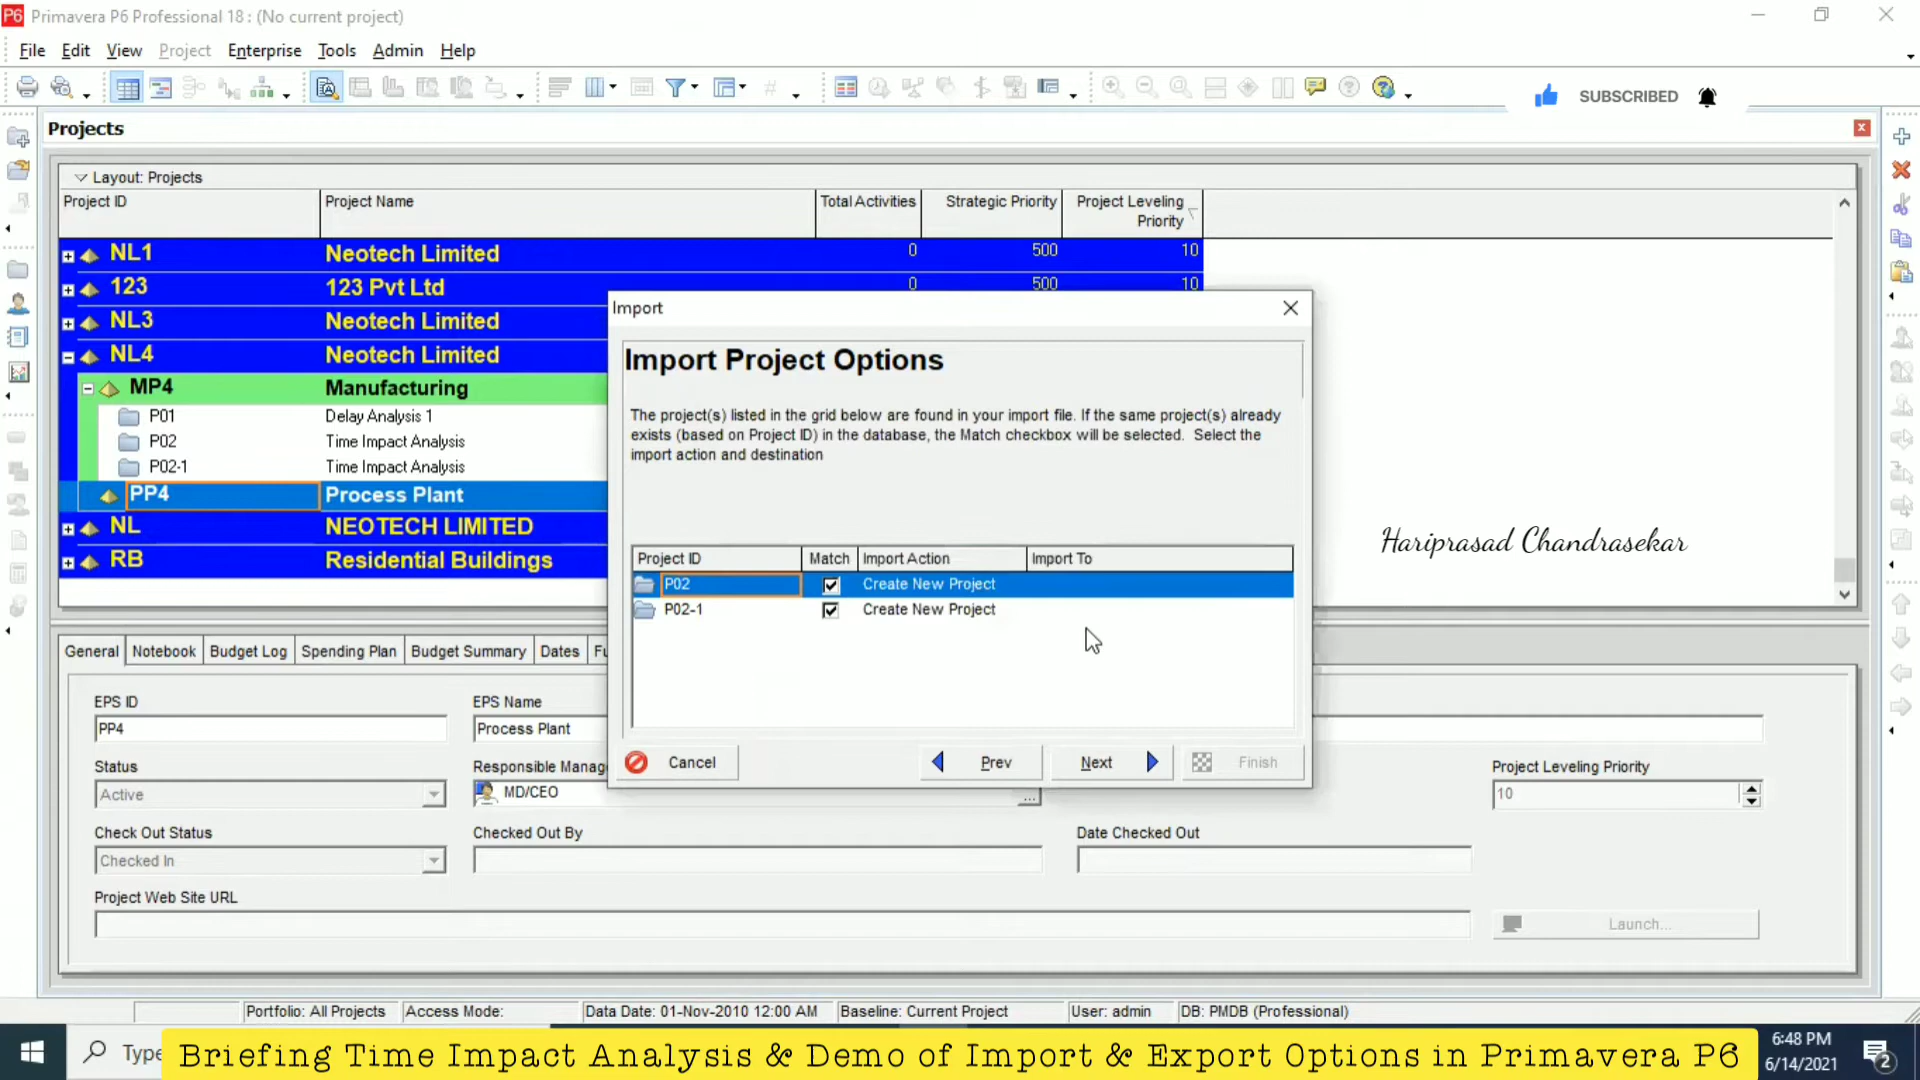 P6 Primavera P6 Professional 18 : (No current project)
File Edit View Project Enterprise Tools Admin Help
SUBSCRIBED
Projects
Layout: Projects
Project ID Project Name Total Activities Strategic Priority Project Leveling
Priority
NL1 Neotech Limited 0 500 10
123 123 Pvt Ltd 0 500 10
NL3 Neotech Limited
NL4 Neotech Limited
MP4 Manufacturing
P01 Delay Analysis 1
P02 Time Impact Analysis
P02-1 Time Impact Analysis
PP4 Process Plant
NL NEOTECH LIMITED
RB Residential Buildings
Import
Import Project Options
The project(s) listed in the grid below are found in your import file. If the same project(s) already
exists (based on Project ID) in the database, the Match checkbox will be selected. Select the
import action and destination
Project ID Match Import Action Import To
P02 Create New Project
P02-1 Create New Project
Cancel Prev Next Finish
Hariprasad Chandrasekar
General Notebook Budget Log Spending Plan Budget Summary Dates Fu
EPS ID EPS Name
PP4 Process Plant
Status Responsible Manag Project Leveling Priority
Active MD/CEO ... 10
Check Out Status Checked Out By Date Checked Out
Checked In
Project Web Site URL
Launch...
Portfolio: All Projects Access Mode: Data Date: 01-Nov-2010 12:00 AM Baseline: Current Project User: admin DB: PMDB (Professional)
Type
Briefing Time Impact Analysis & Demo of Import & Export Options in Primavera P6
6:48 PM
6/14/2021
2